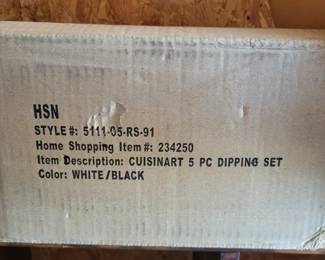 HSN
STYLE#: 5111-05-RS-91
Home Shopping Item#: 234250
Item Description: CUISINART 5 PC DIPPING SET
Color: WHITE/BLACK